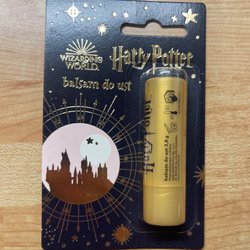 WIZARDING
WORLD
Harry Potter
balsam do ust
Harry Potter
balsam do ust 3,8 g